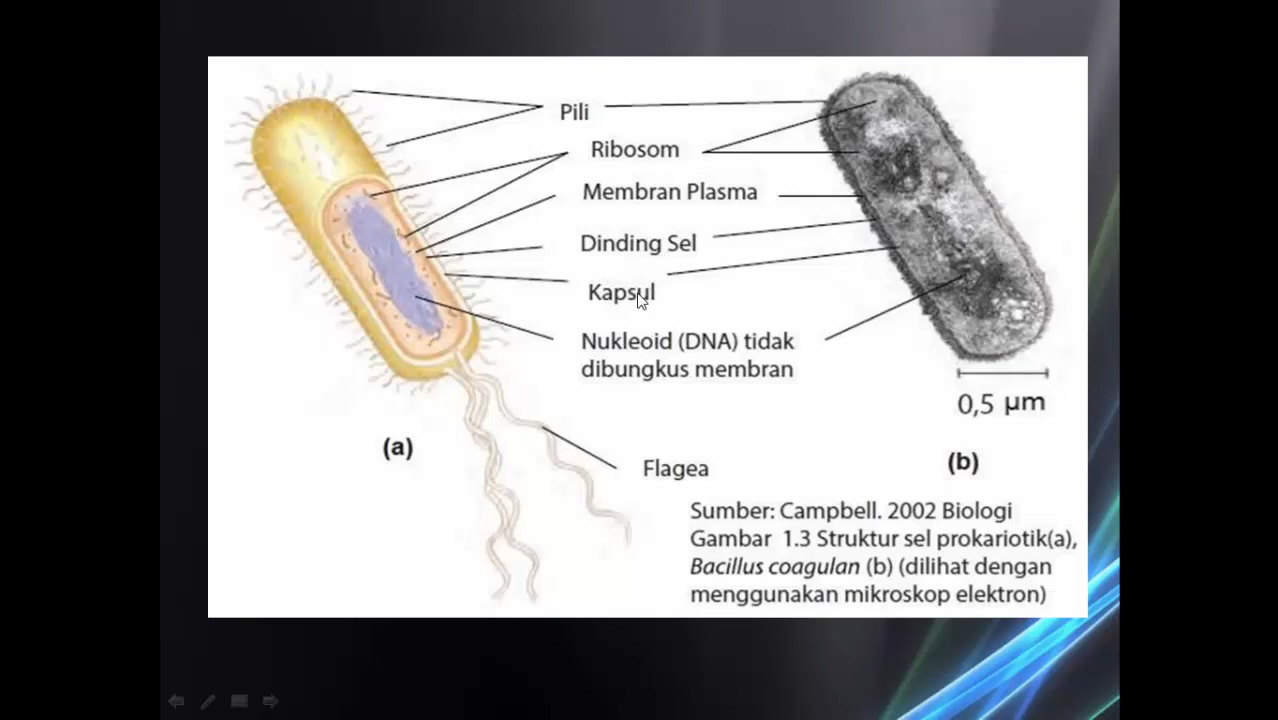 Pili
Ribosom
Membran Plasma
Dinding Sel
Kapsul
Nukleoid (DNA) tidak
dibungkus membran
0,5 µm
(a)
(b)
Flagea
Sumber: Campbell. 2002 Biologi
Gambar 1.3 Struktur sel prokariotik(a),
Bacillus coagulan (b) (dilihat dengan
menggunakan mikroskop elektron)